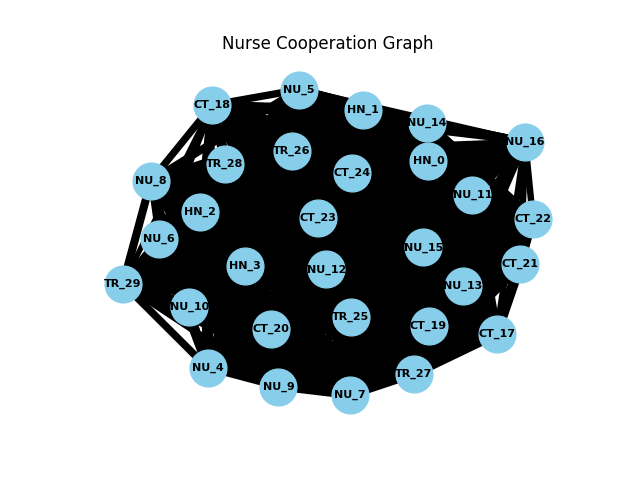 Nurse Cooperation Graph
NU_5
CT_18
HN_1
NU_14
NU_16
TR_26
HN_0
TR_28
CT_24
NU_8
NU_11
HN_2
CT_23
CT_22
NU_6
NU_15
HN_3
CT_21
NU_12
TR_29
NU_13
NU_10
TR_25
CT_20
CT_19
CT_17
NU_4
TR_27
NU_9
NU_7